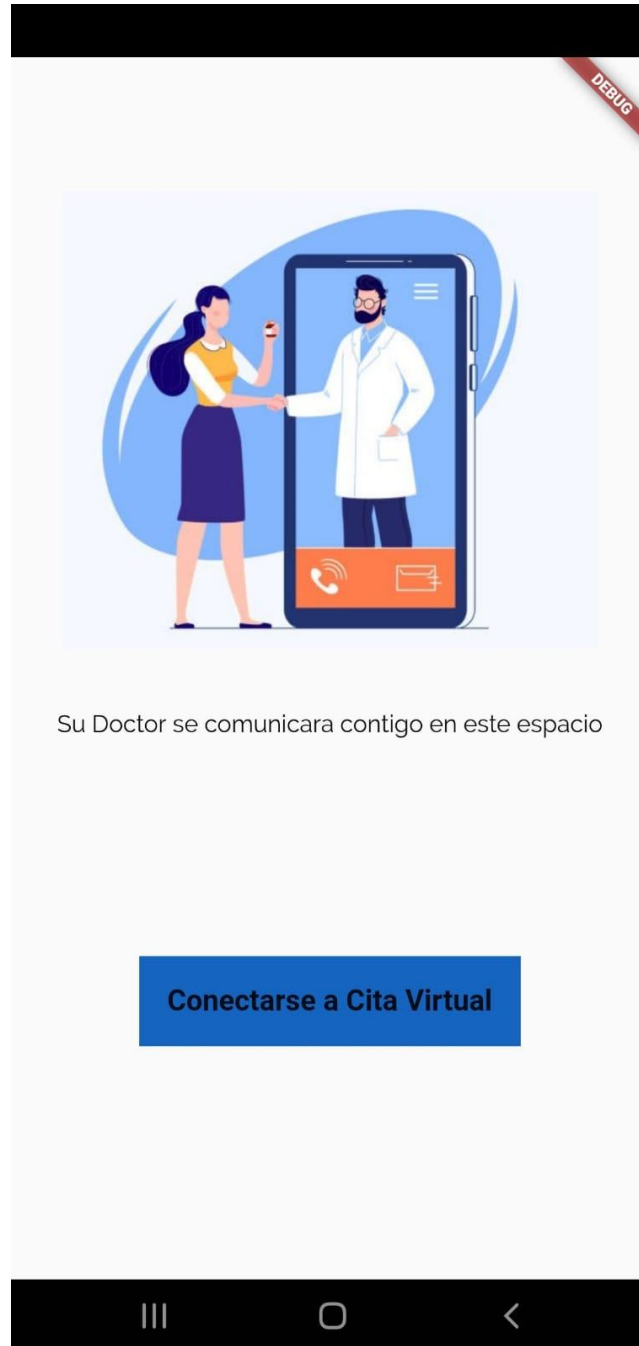 DEBUG
Su Doctor se comunicara contigo en este espacio
Conectarse a Cita Virtual